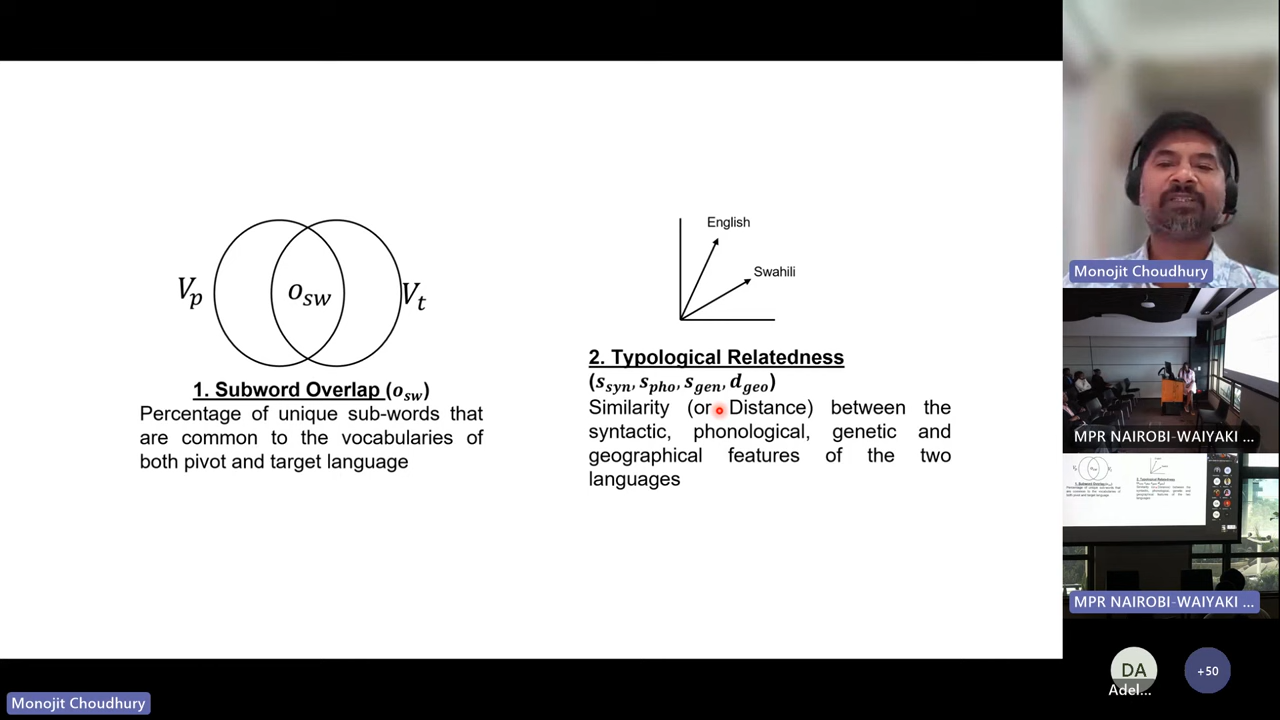 English
Swahili
V_p
o_sw
V_t
1. Subword Overlap (o_sw)
Percentage of unique sub-words that
are common to the vocabularies of
both pivot and target language
2. Typological Relatedness
(s_syn, s_pho, s_gen, d_geo)
Similarity (or Distance) between the
syntactic, phonological, genetic and
geographical features of the two
languages
Monojit Choudhury
MPR NAIROBI-WAIYAKI ...
MPR NAIROBI-WAIYAKI ...
DA
Adel...
+50
Monojit Choudhury